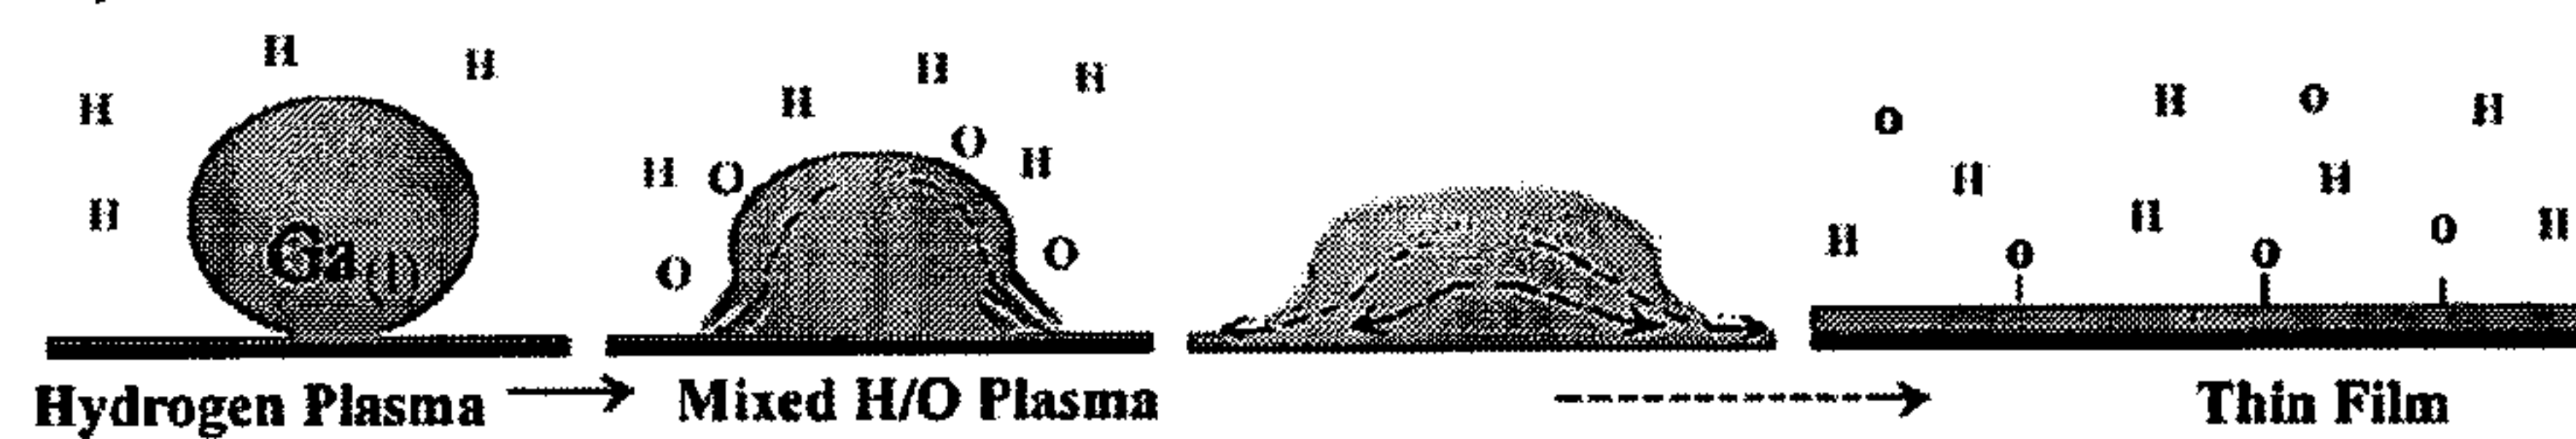 H H H H
Ga(l)
H H H H H O O O O
O H O H H H H H H O O O
Hydrogen Plasma Mixed H/O Plasma Thin Film